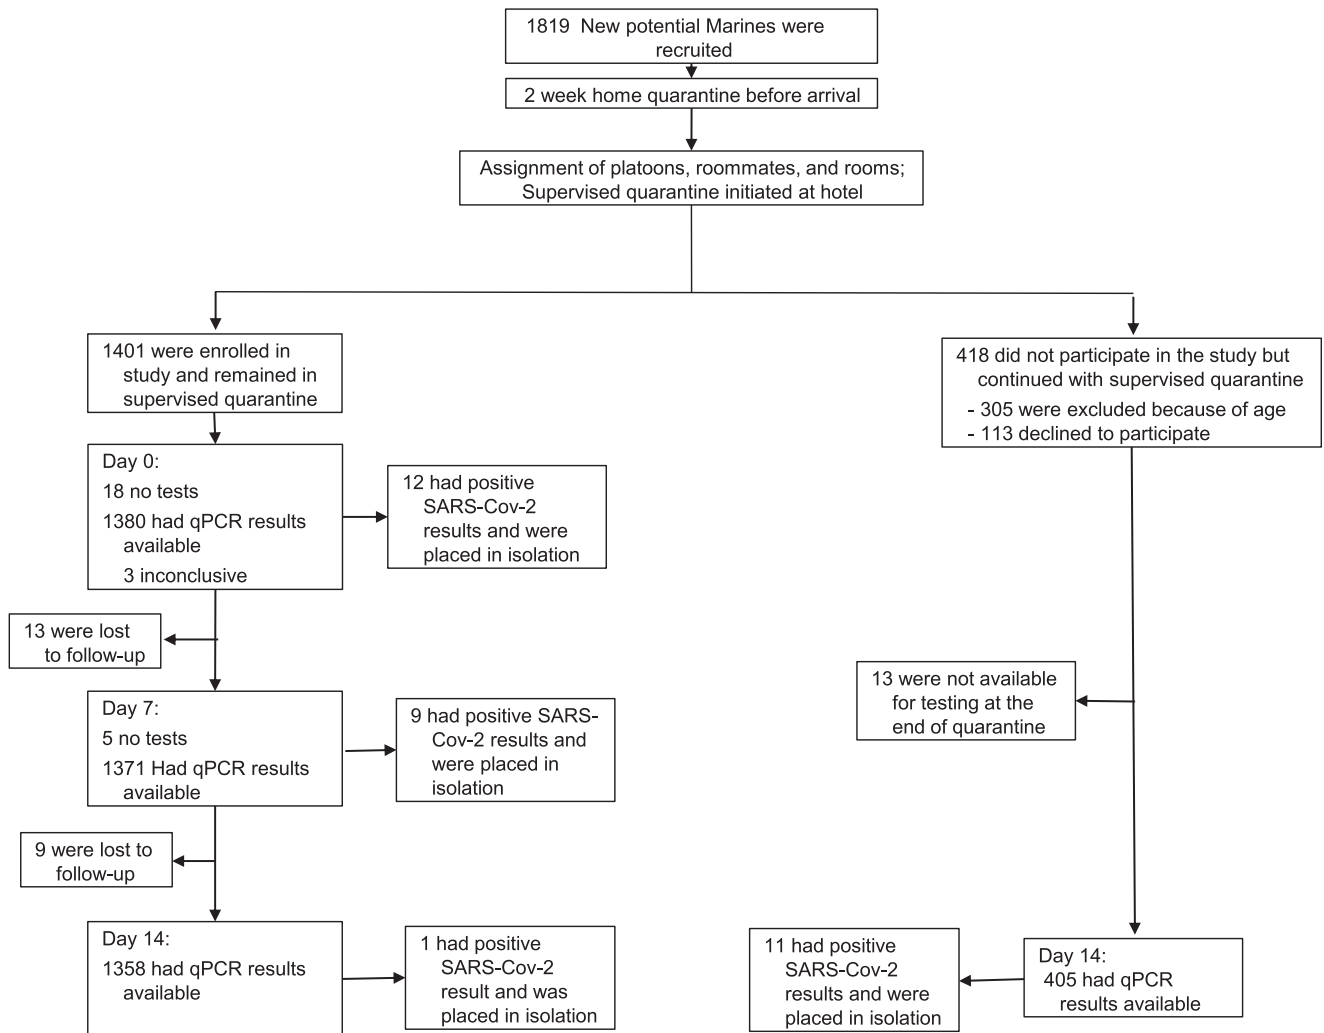 1819 New potential Marines were
recruited
2 week home quarantine before arrival
Assignment of platoons, roommates, and rooms;
Supervised quarantine initiated at hotel
1401 were enrolled in
study and remained in
supervised quarantine
418 did not participate in the study but
continued with supervised quarantine
- 305 were excluded because of age
- 113 declined to participate
Day 0:
18 no tests
1380 had qPCR results
available
3 inconclusive
12 had positive
SARS-Cov-2
results and were
placed in isolation
13 were lost
to follow-up
13 were not available
for testing at the
end of quarantine
Day 7:
5 no tests
1371 Had qPCR results
available
9 had positive SARS-
Cov-2 results and
were placed in
isolation
9 were lost to
follow-up
Day 14:
1358 had qPCR results
available
1 had positive
SARS-Cov-2
result and was
placed in isolation
11 had positive
SARS-Cov-2
results and were
placed in isolation
Day 14:
405 had qPCR
results available